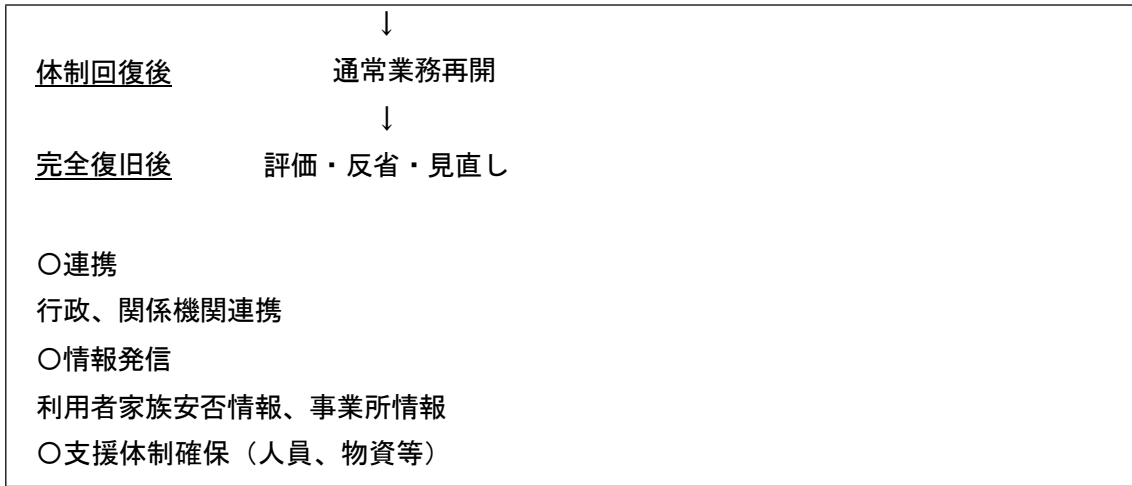 ↓
体制回復後 通常業務再開
↓
完全復旧後 評価・反省・見直し
〇連携
行政、関係機関連携
〇情報発信
利用者家族安否情報、事業所情報
〇支援体制確保（人員、物資等）